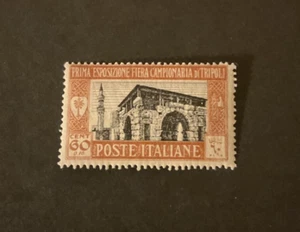 PRIMA ESPOSIZIONE FIERA CAMPIONARIA DI TRIPOLI
CENT
60
POSTE ITALIANE